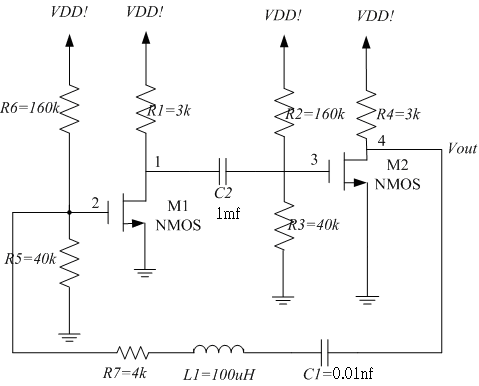 VDD! VDD! VDD! VDD!
R6=160k R1=3k R2=160k R4=3k
Vout
1 3 4
C2 M2
1mf NMOS
2 M1
NMOS
R3=40k
R5=40k
R7=4k L1=100uH C1=0.01nf